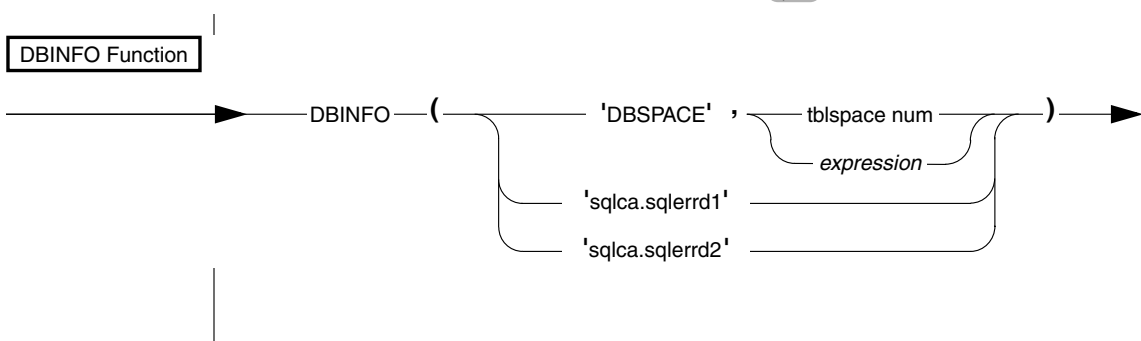 DBINFO Function
DBINFO ( 'DBSPACE' , tblspace num )
expression
'sqlca.sqlerrd1'
'sqlca.sqlerrd2'